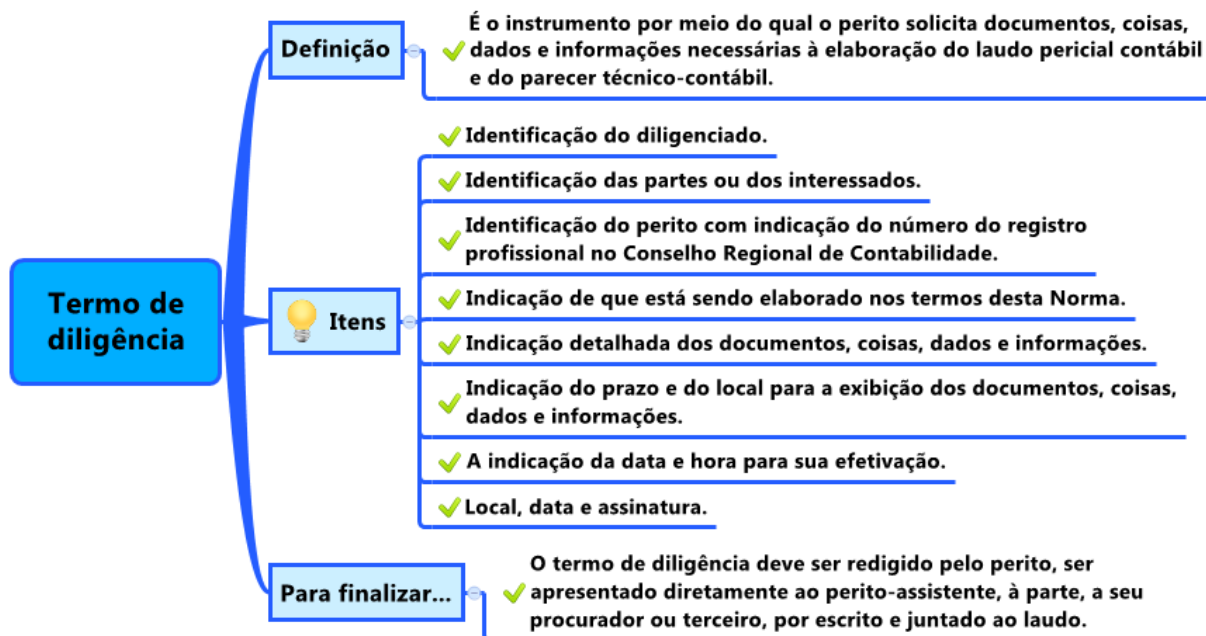 Termo de
diligência
Definição
É o instrumento por meio do qual o perito solicita documentos, coisas,
dados e informações necessárias à elaboração do laudo pericial contábil
e do parecer técnico-contábil.
Itens
Identificação do diligenciado.
Identificação das partes ou dos interessados.
Identificação do perito com indicação do número do registro
profissional no Conselho Regional de Contabilidade.
Indicação de que está sendo elaborado nos termos desta Norma.
Indicação detalhada dos documentos, coisas, dados e informações.
Indicação do prazo e do local para a exibição dos documentos, coisas,
dados e informações.
A indicação da data e hora para sua efetivação.
Local, data e assinatura.
Para finalizar...
O termo de diligência deve ser redigido pelo perito, ser
apresentado diretamente ao perito-assistente, à parte, a seu
procurador ou terceiro, por escrito e juntado ao laudo.